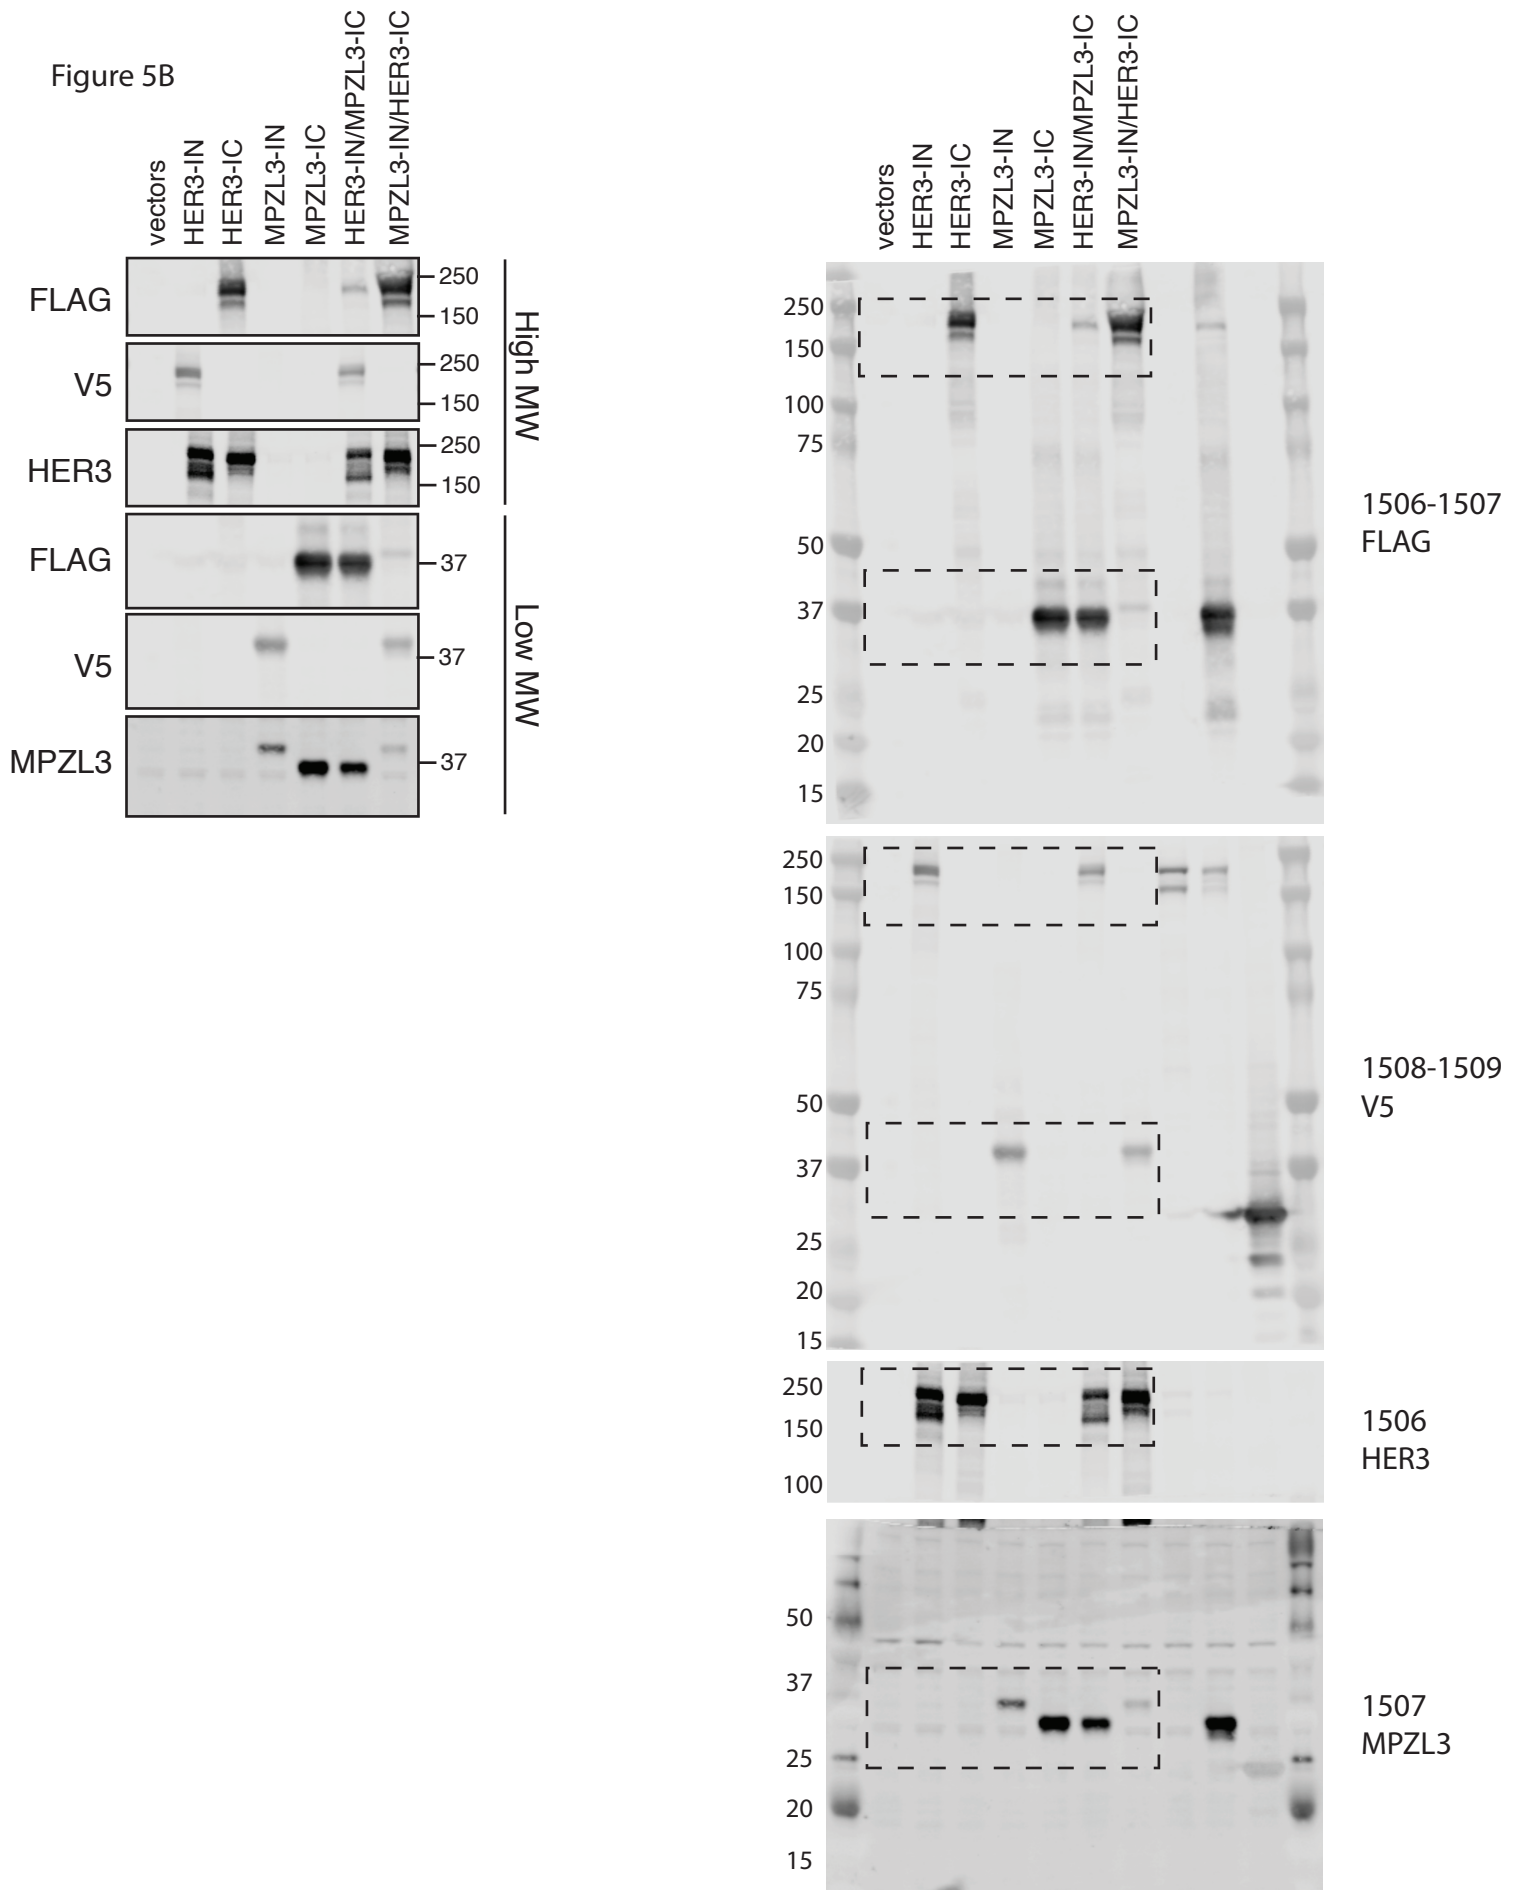 Figure 5B
vectors
HER3-IN
HER3-IC
MPZL3-IN
MPZL3-IC
HER3-IN/MPZL3-IC
MPZL3-IN/HER3-IC
FLAG
250
150
V5
250
150
HER3
250
150
High MW
FLAG
37
V5
37
MPZL3
37
Low MW
vectors
HER3-IN
HER3-IC
MPZL3-IN
MPZL3-IC
HER3-IN/MPZL3-IC
MPZL3-IN/HER3-IC
250
150
100
75
50
37
25
20
15
1506-1507
FLAG
250
150
100
75
50
37
25
20
15
1508-1509
V5
250
150
100
1506
HER3
50
37
25
20
15
1507
MPZL3